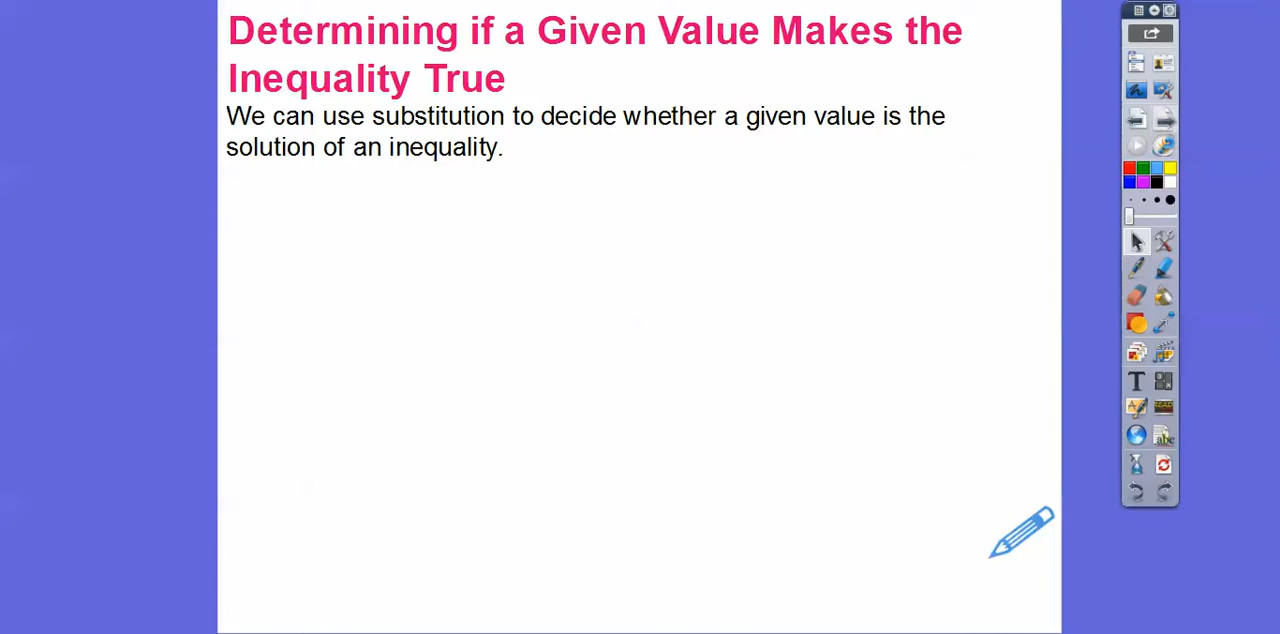 Determining if a Given Value Makes the
Inequality True
We can use substitution to decide whether a given value is the
solution of an inequality.